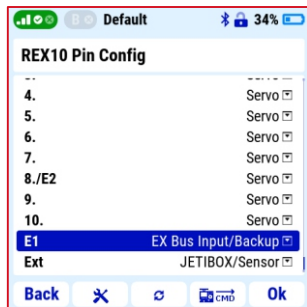 B Default 34%
REX10 Pin Config
4. Servo
5. Servo
6. Servo
7. Servo
8./E2 Servo
9. Servo
10. Servo
E1 EX Bus Input/Backup
Ext JETIBOX/Sensor
Back CMD Ok